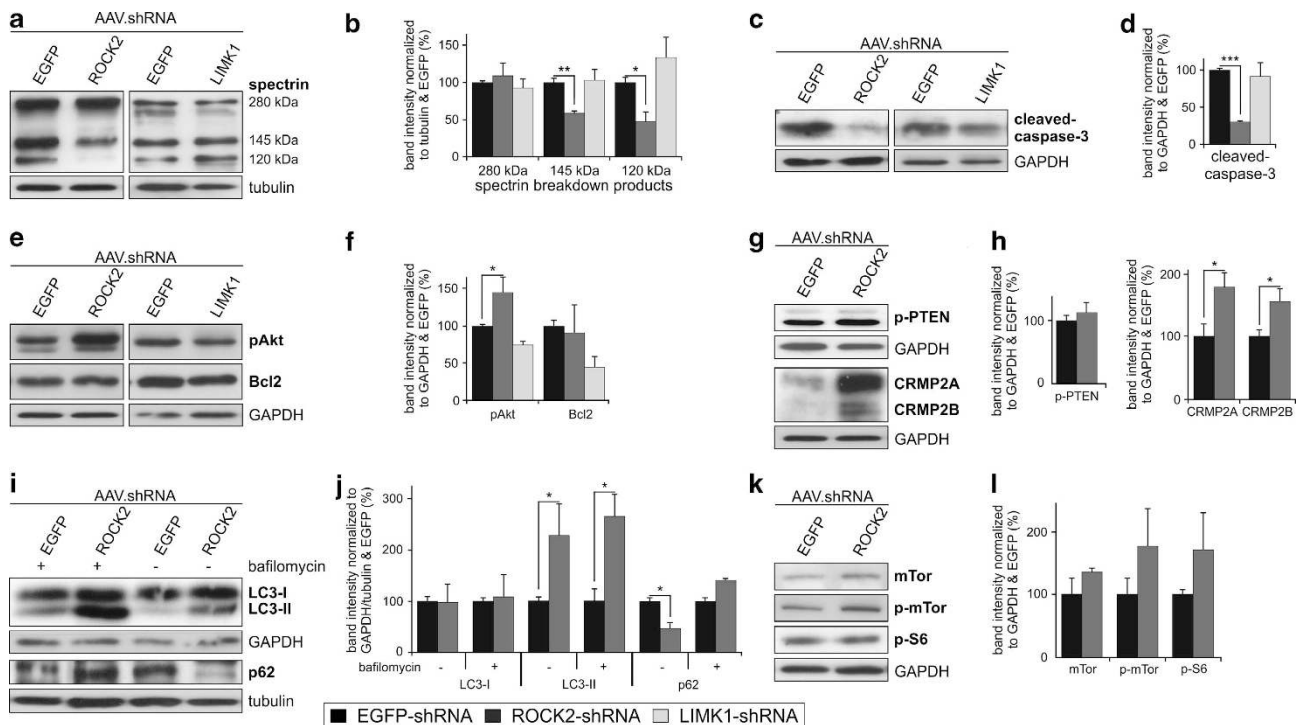 a
AAV.shRNA
EGFP ROCK2 EGFP LIMK1
spectrin
280 kDa
145 kDa
120 kDa
tubulin
b
band intensity normalized
to tubulin & EGFP (%)
150
100
50
0
** *
280 kDa 145 kDa 120 kDa
spectrin breakdown products
c
AAV.shRNA
EGFP ROCK2 EGFP LIMK1
cleaved-
caspase-3
GAPDH
d
band intensity normalized
to GAPDH & EGFP (%)
100
50
0
***
cleaved-
caspase-3
e
AAV.shRNA
EGFP ROCK2 EGFP LIMK1
pAkt
Bcl2
GAPDH
f
band intensity normalized
to GAPDH & EGFP (%)
150
100
50
0
*
pAkt Bcl2
g
AAV.shRNA
EGFP ROCK2
p-PTEN
GAPDH
CRMP2A
CRMP2B
GAPDH
h
band intensity normalized
to GAPDH & EGFP (%)
100
0
p-PTEN
band intensity normalized
to GAPDH & EGFP (%)
200
150
100
50
0
* *
CRMP2A CRMP2B
i
AAV.shRNA
EGFP ROCK2 EGFP ROCK2
+ + - - bafilomycin
LC3-I
LC3-II
GAPDH
p62
tubulin
j
band intensity normalized to
GAPDH/tubulin & EGFP (%)
300
200
100
0
* * *
bafilomycin - + - + - +
LC3-I LC3-II p62
k
AAV.shRNA
EGFP ROCK2
mTor
p-mTor
p-S6
GAPDH
l
band intensity normalized
to GAPDH & EGFP (%)
200
150
100
50
0
mTor p-mTor p-S6
EGFP-shRNA ROCK2-shRNA LIMK1-shRNA